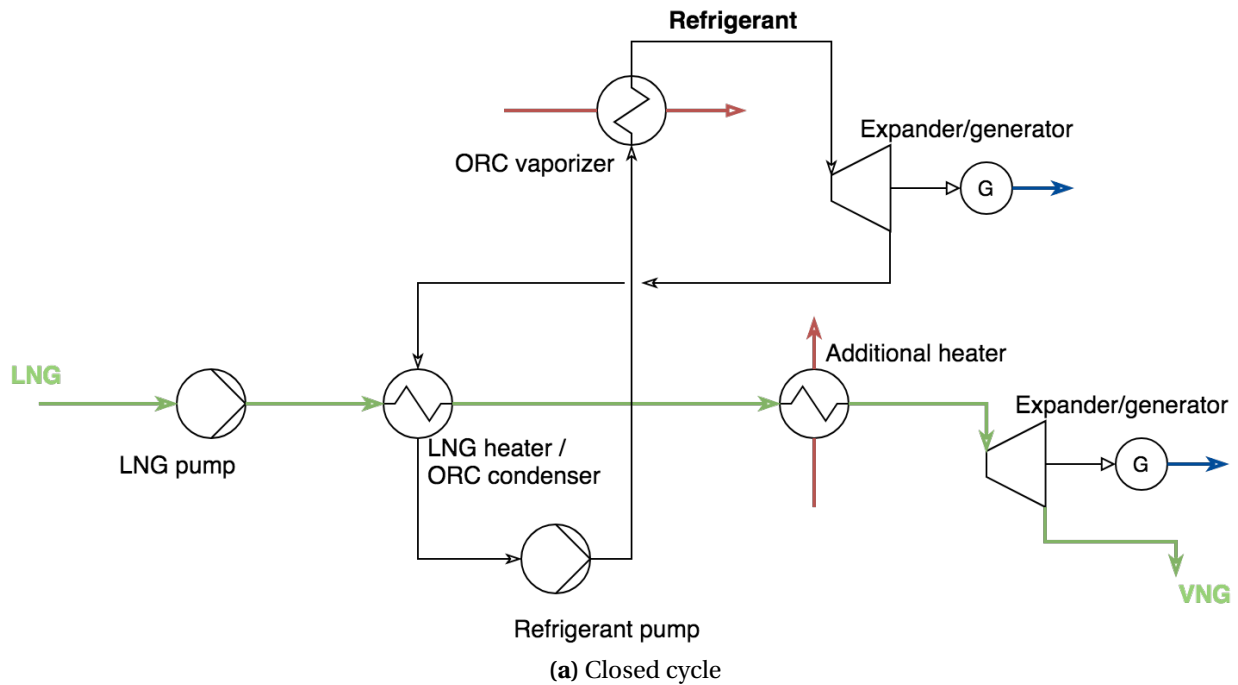 Refrigerant
Expander/generator
ORC vaporizer
G
Additional heater
LNG
Expander/generator
LNG heater /
ORC condenser
LNG pump
G
VNG
Refrigerant pump
(a) Closed cycle